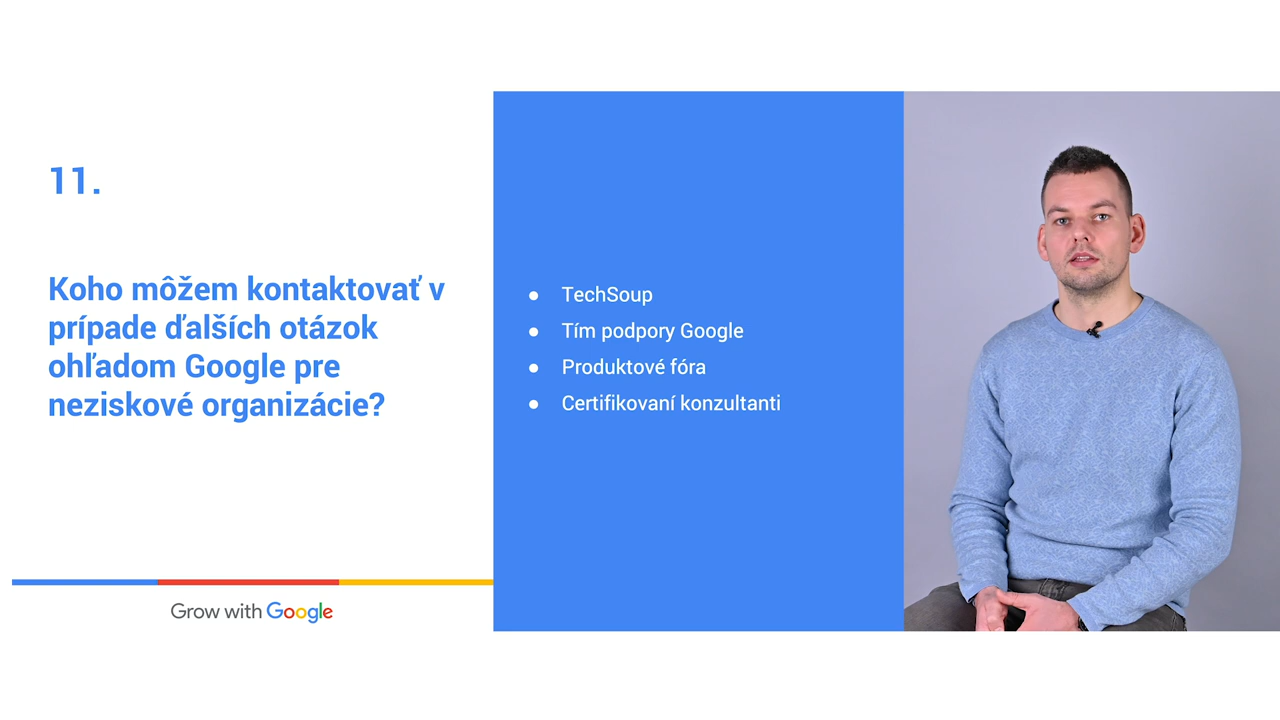 11.
Koho môžem kontaktovať v
prípade ďalších otázok
ohľadom Google pre
neziskové organizácie?
● TechSoup
● Tím podpory Google
● Produktové fóra
● Certifikovaní konzultanti
Grow with Google